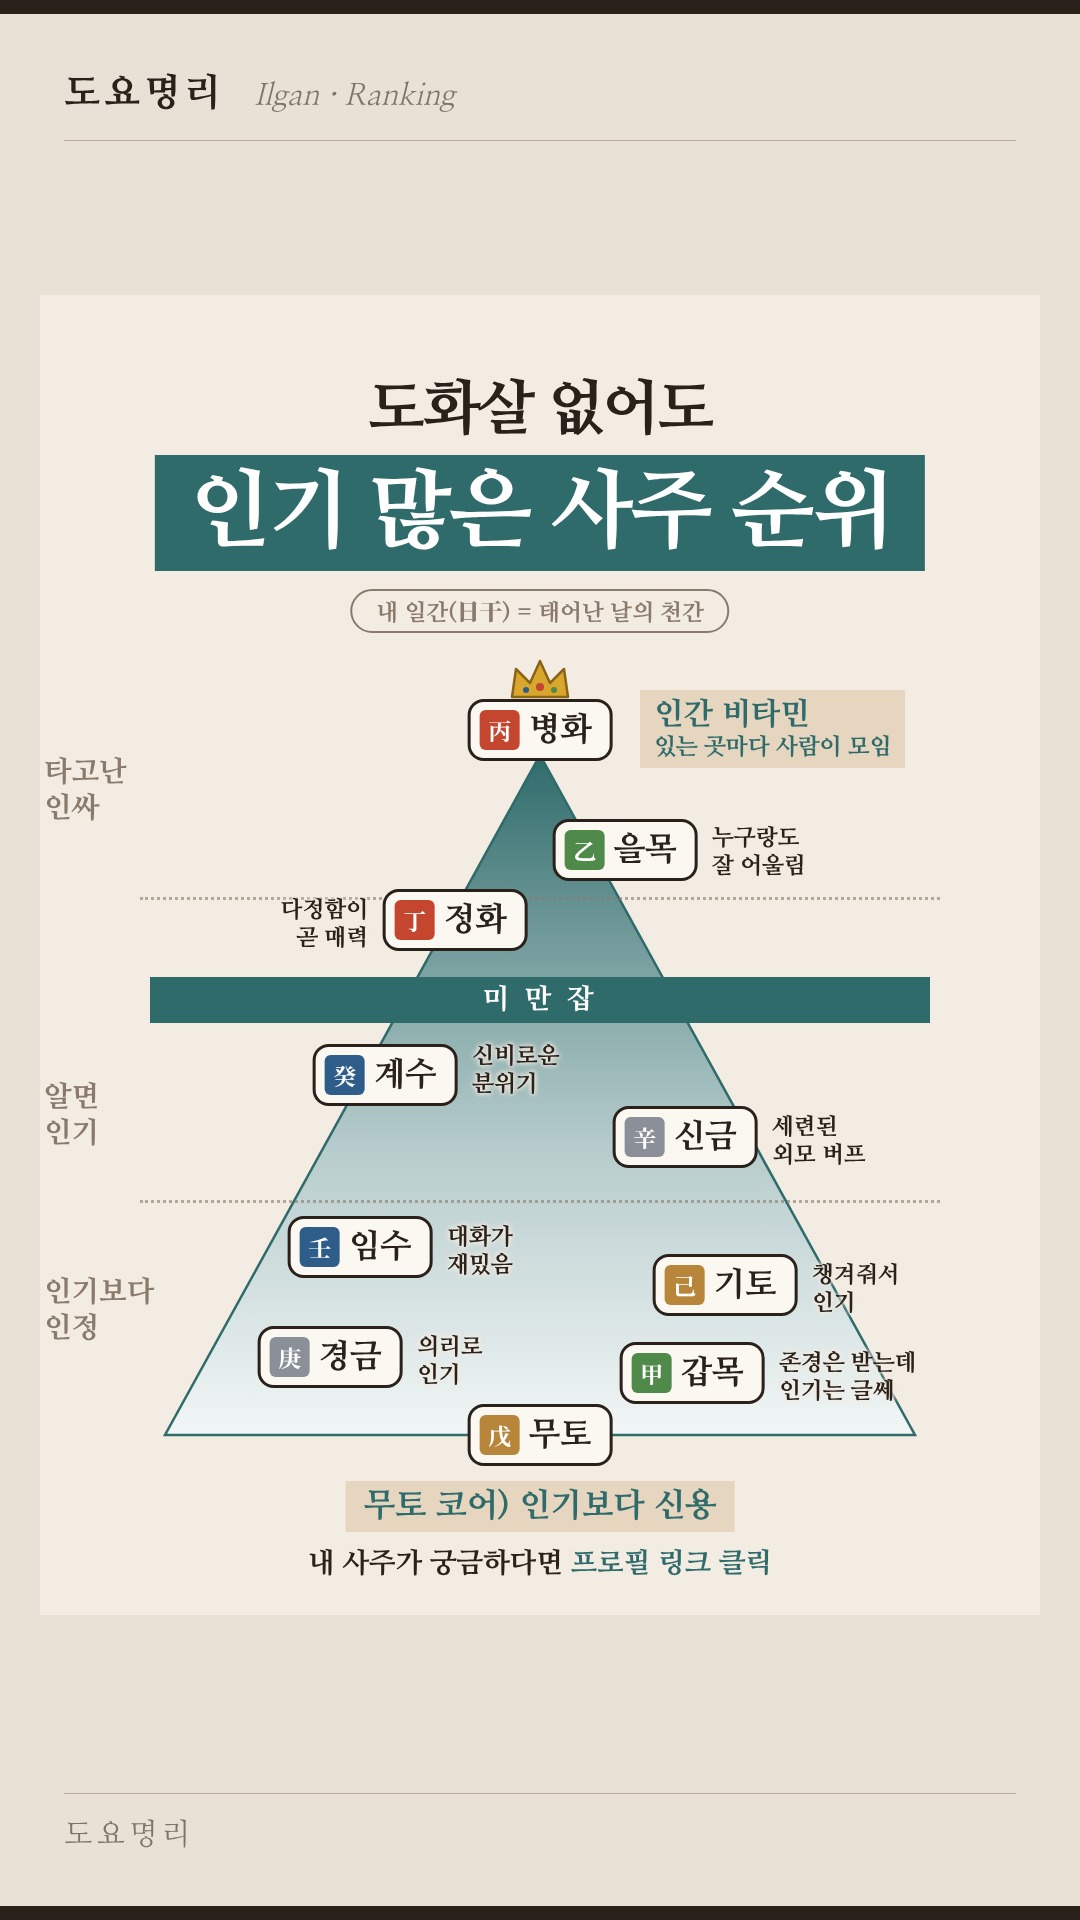 도요명리 Ilgan · Ranking
도화살 없어도
인기 많은 사주 순위
내 일간(日干) = 태어난 날의 천간
丙 병화
인간 비타민
있는 곳마다 사람이 모임
타고난
인싸
乙 을목
누구랑도
잘 어울림
다정함이
곧 매력
丁 정화
미만잡
癸 계수
신비로운
분위기
알면
인기
辛 신금
세련된
외모 버프
壬 임수
대화가
재밌음
己 기토
챙겨줘서
인기
인기보다
인정
庚 경금
의리로
인기
甲 갑목
존경은 받는데
인기는 글쎄
戊 무토
무토 코어) 인기보다 신용
내 사주가 궁금하다면 프로필 링크 클릭
도요명리